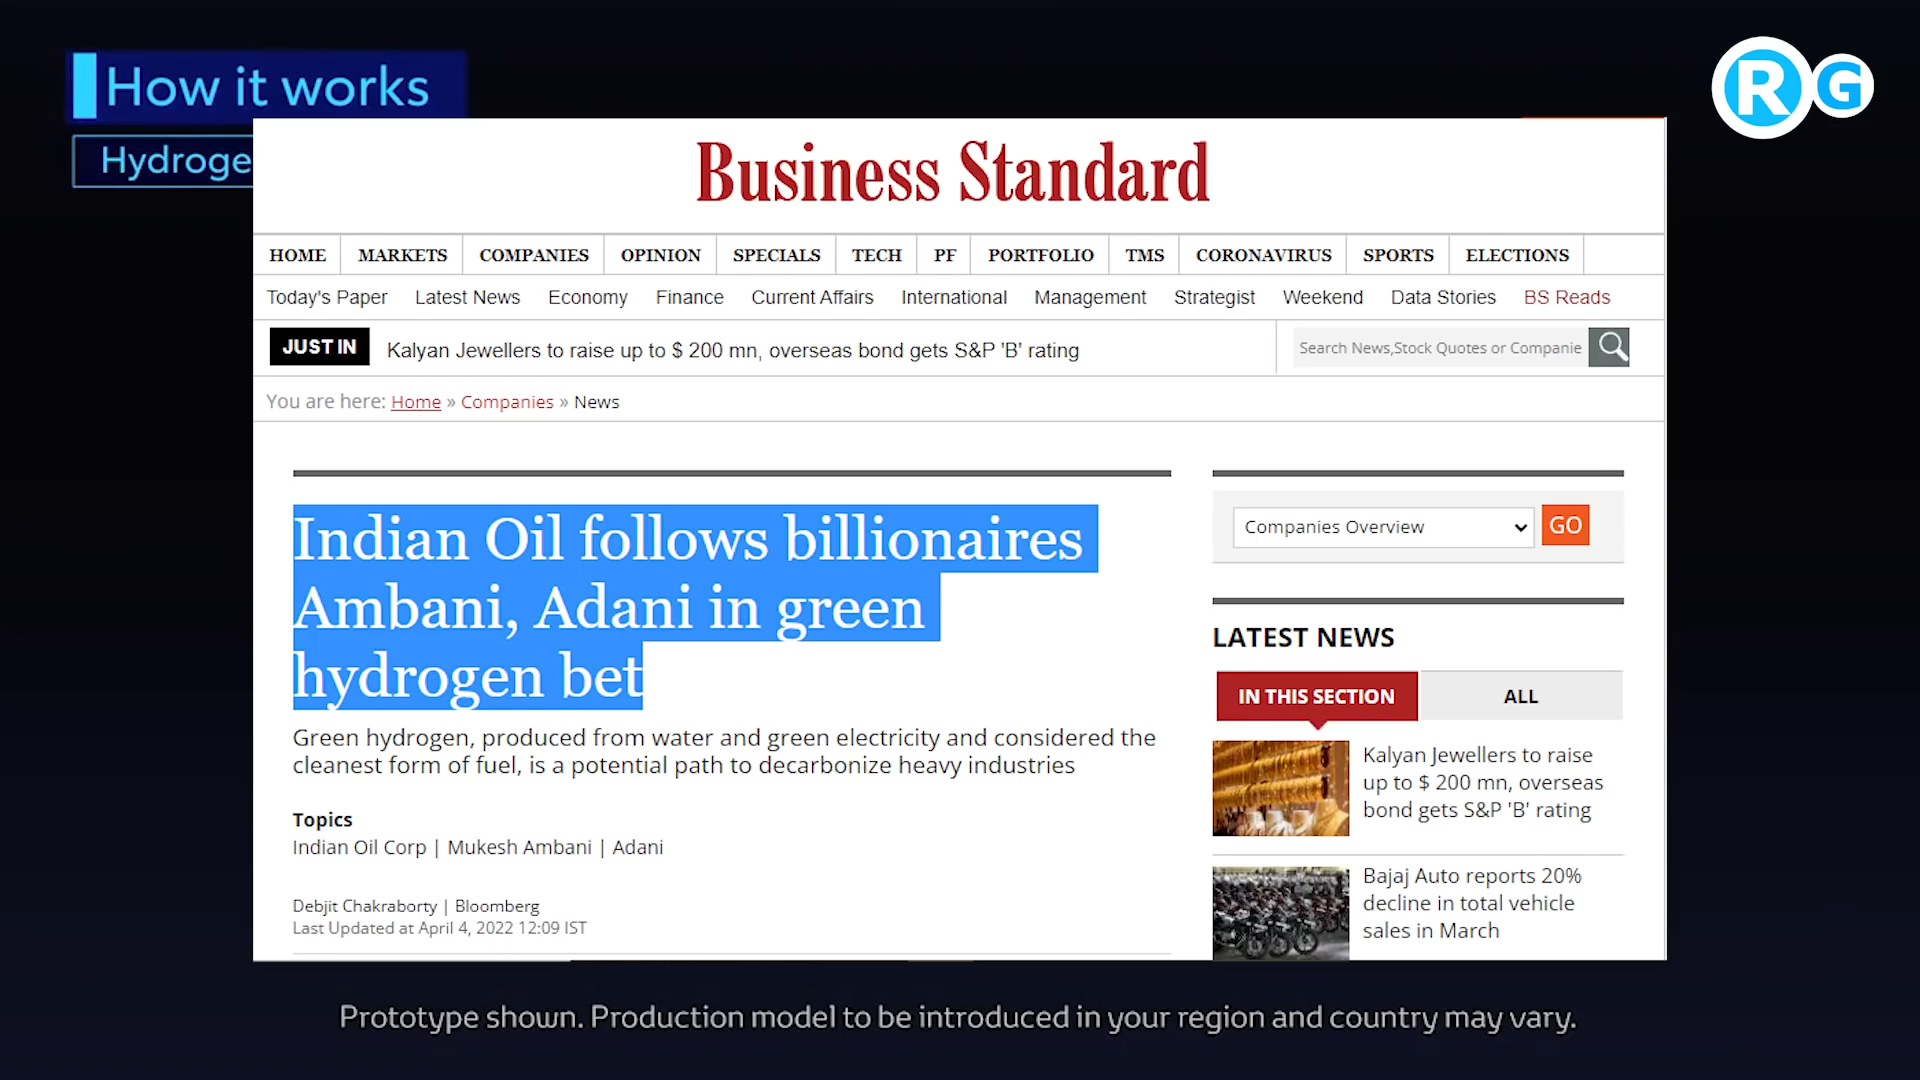 How it works
Hydroge
RG
Business Standard
HOME MARKETS COMPANIES OPINION SPECIALS TECH PF PORTFOLIO TMS CORONAVIRUS SPORTS ELECTIONS
Today's Paper Latest News Economy Finance Current Affairs International Management Strategist Weekend Data Stories BS Reads
JUST IN Kalyan Jewellers to raise up to $ 200 mn, overseas bond gets S&P 'B' rating
Search News,Stock Quotes or Companie
You are here: Home » Companies » News
Indian Oil follows billionaires
Ambani, Adani in green
hydrogen bet
Green hydrogen, produced from water and green electricity and considered the
cleanest form of fuel, is a potential path to decarbonize heavy industries
Topics
Indian Oil Corp | Mukesh Ambani | Adani
Debjit Chakraborty | Bloomberg
Last Updated at April 4, 2022 12:09 IST
Companies Overview GO
LATEST NEWS
IN THIS SECTION ALL
Kalyan Jewellers to raise
up to $ 200 mn, overseas
bond gets S&P 'B' rating
Bajaj Auto reports 20%
decline in total vehicle
sales in March
Prototype shown. Production model to be introduced in your region and country may vary.